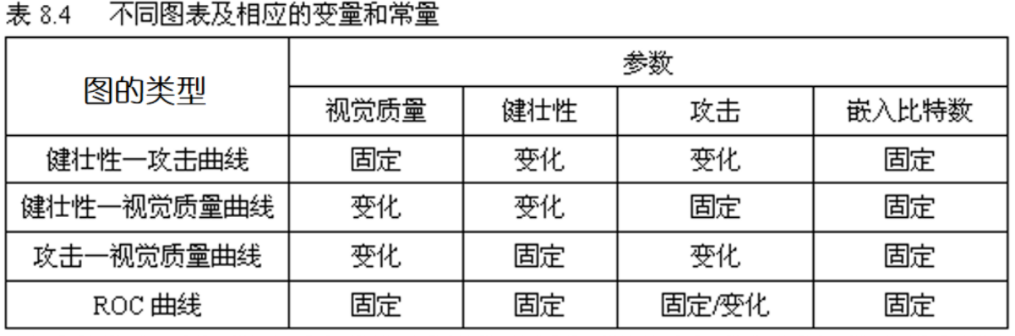 表 8.4 不同图表及相应的变量和常量
图的类型 参数
视觉质量 健壮性 攻击 嵌入比特数
健壮性—攻击曲线 固定 变化 变化 固定
健壮性—视觉质量曲线 变化 变化 固定 固定
攻击—视觉质量曲线 变化 固定 变化 固定
ROC 曲线 固定 固定 固定/变化 固定